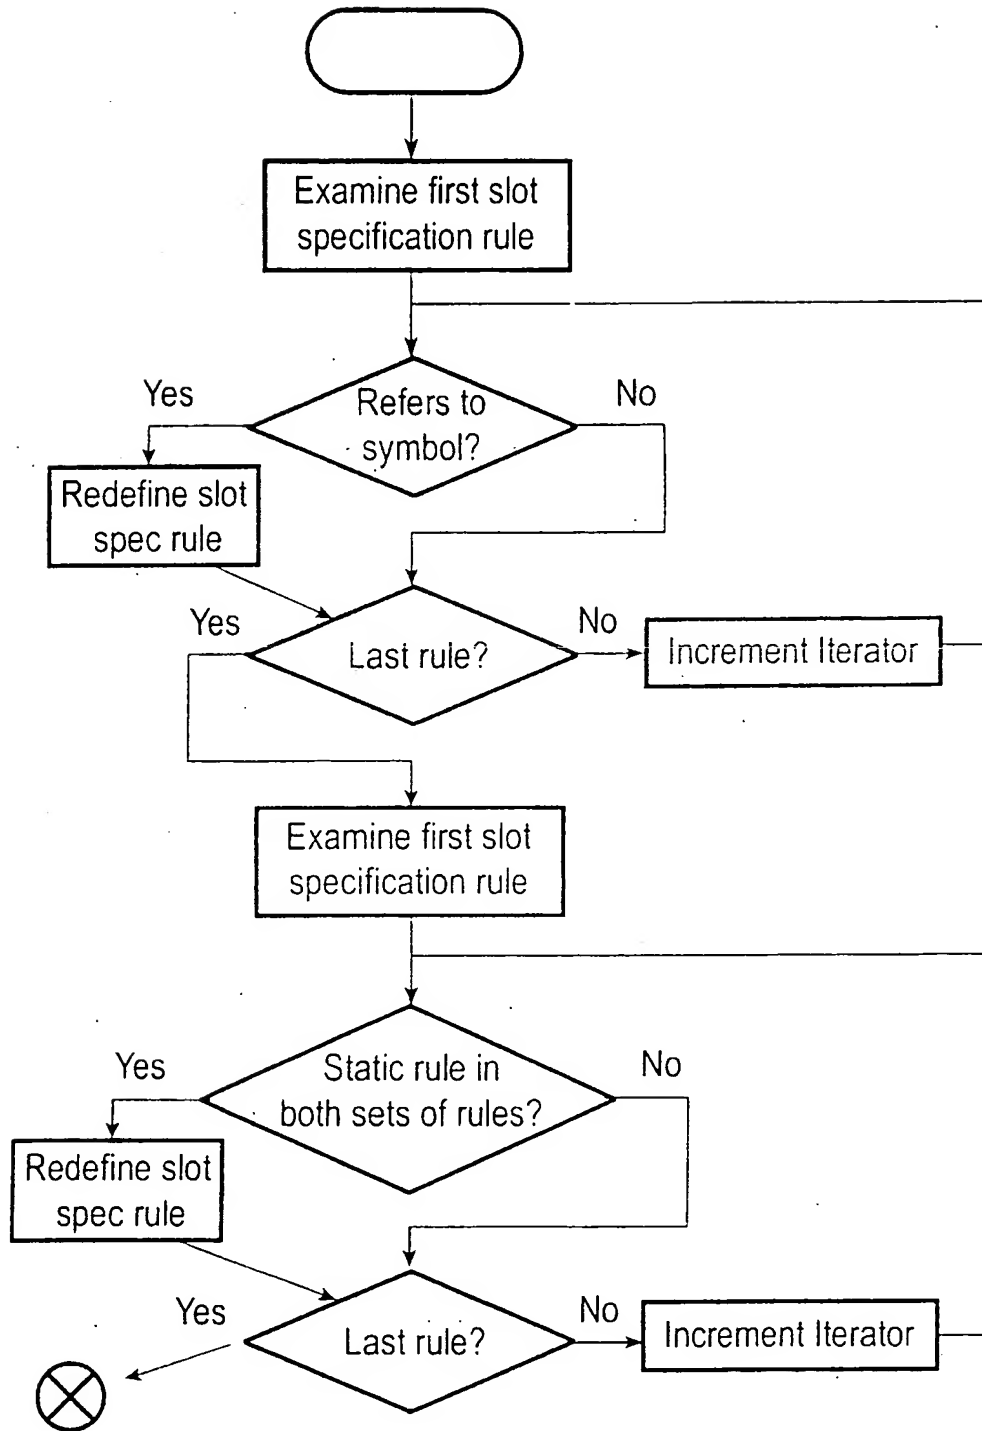 Examine first slot
specification rule
Yes
No
Refers to
symbol?
Redefine slot
spec rule
Yes
No
Last rule?
Increment Iterator
Examine first slot
specification rule
Yes
No
Static rule in
both sets of rules?
Redefine slot
spec rule
Yes
No
Last rule?
Increment Iterator